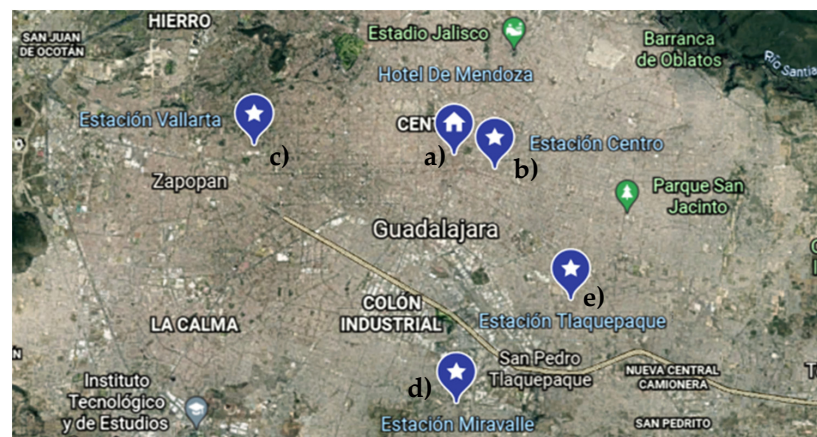 HIERRO
SAN JUAN
DE OCOTÁN
Estadio Jalisco
Barranca
de Oblatos
Río Santia
Hotel De Mendoza
Estación Vallarta
CENT
Estación Centro
a)
b)
c)
Zapopan
Parque San
Jacinto
Guadalajara
e)
COLÓN
INDUSTRIAL
Estación Tlaquepaque
LA CALMA
San Pedro
Tlaquepaque
NUEVA CENTRAL
CAMIONERA
d)
Instituto
Tecnológico
y de Estudios
Estación Miravalle
SAN PEDRITO